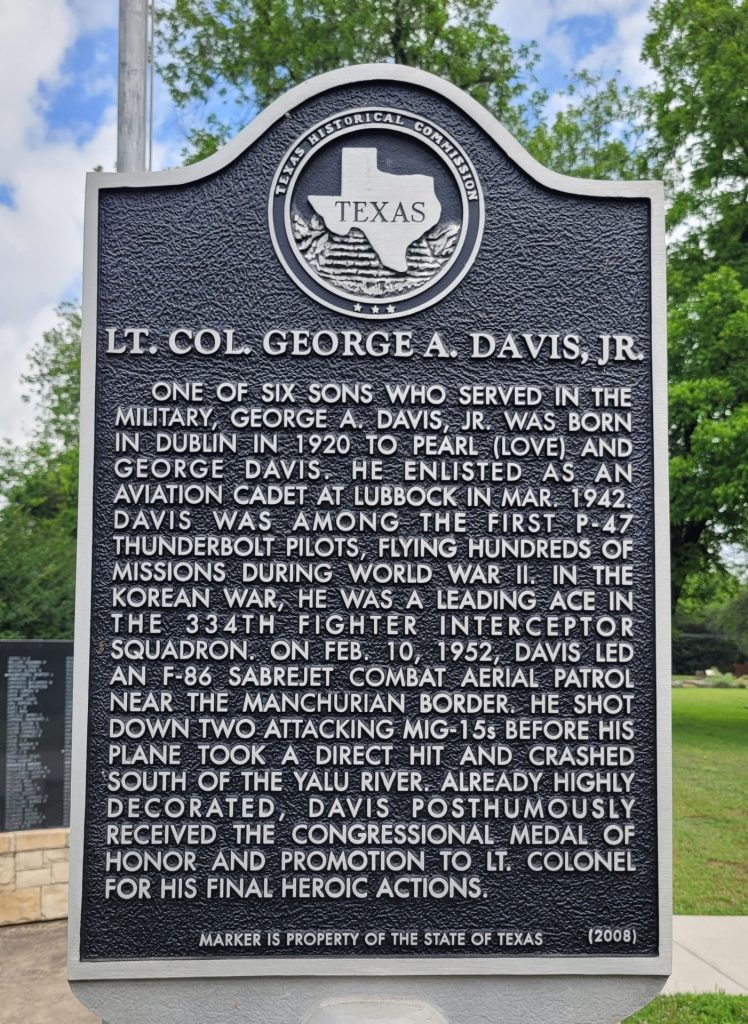 TEXAS HISTORICAL COMMISSION
TEXAS
LT. COL. GEORGE A. DAVIS, JR.
ONE OF SIX SONS WHO SERVED IN THE
MILITARY, GEORGE A. DAVIS, JR. WAS BORN
IN DUBLIN IN 1920 TO PEARL (LOVE) AND
GEORGE DAVIS. HE ENLISTED AS AN
AVIATION CADET AT LUBBOCK IN MAR. 1942.
DAVIS WAS AMONG THE FIRST P-47
THUNDERBOLT PILOTS, FLYING HUNDREDS OF
MISSIONS DURING WORLD WAR II. IN THE
KOREAN WAR, HE WAS A LEADING ACE IN
THE 334TH FIGHTER INTERCEPTOR
SQUADRON. ON FEB. 10, 1952, DAVIS LED
AN F-86 SABREJET COMBAT AERIAL PATROL
NEAR THE MANCHURIAN BORDER. HE SHOT
DOWN TWO ATTACKING MIG-15s BEFORE HIS
PLANE TOOK A DIRECT HIT AND CRASHED
SOUTH OF THE YALU RIVER. ALREADY HIGHLY
DECORATED, DAVIS POSTHUMOUSLY
RECEIVED THE CONGRESSIONAL MEDAL OF
HONOR AND PROMOTION TO LT. COLONEL
FOR HIS FINAL HEROIC ACTIONS.
MARKER IS PROPERTY OF THE STATE OF TEXAS (2008)